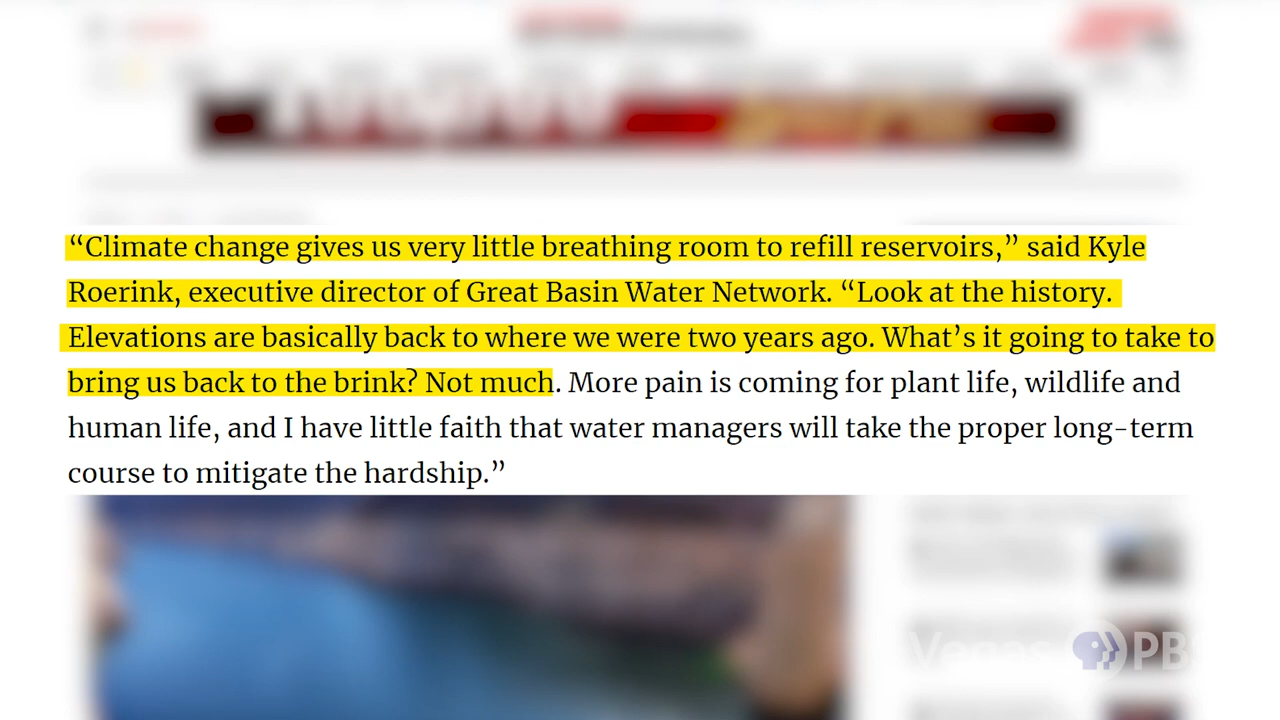 “Climate change gives us very little breathing room to refill reservoirs,” said Kyle
Roerink, executive director of Great Basin Water Network. “Look at the history.
Elevations are basically back to where we were two years ago. What’s it going to take to
bring us back to the brink? Not much. More pain is coming for plant life, wildlife and
human life, and I have little faith that water managers will take the proper long-term
course to mitigate the hardship.”
Vegas PBS